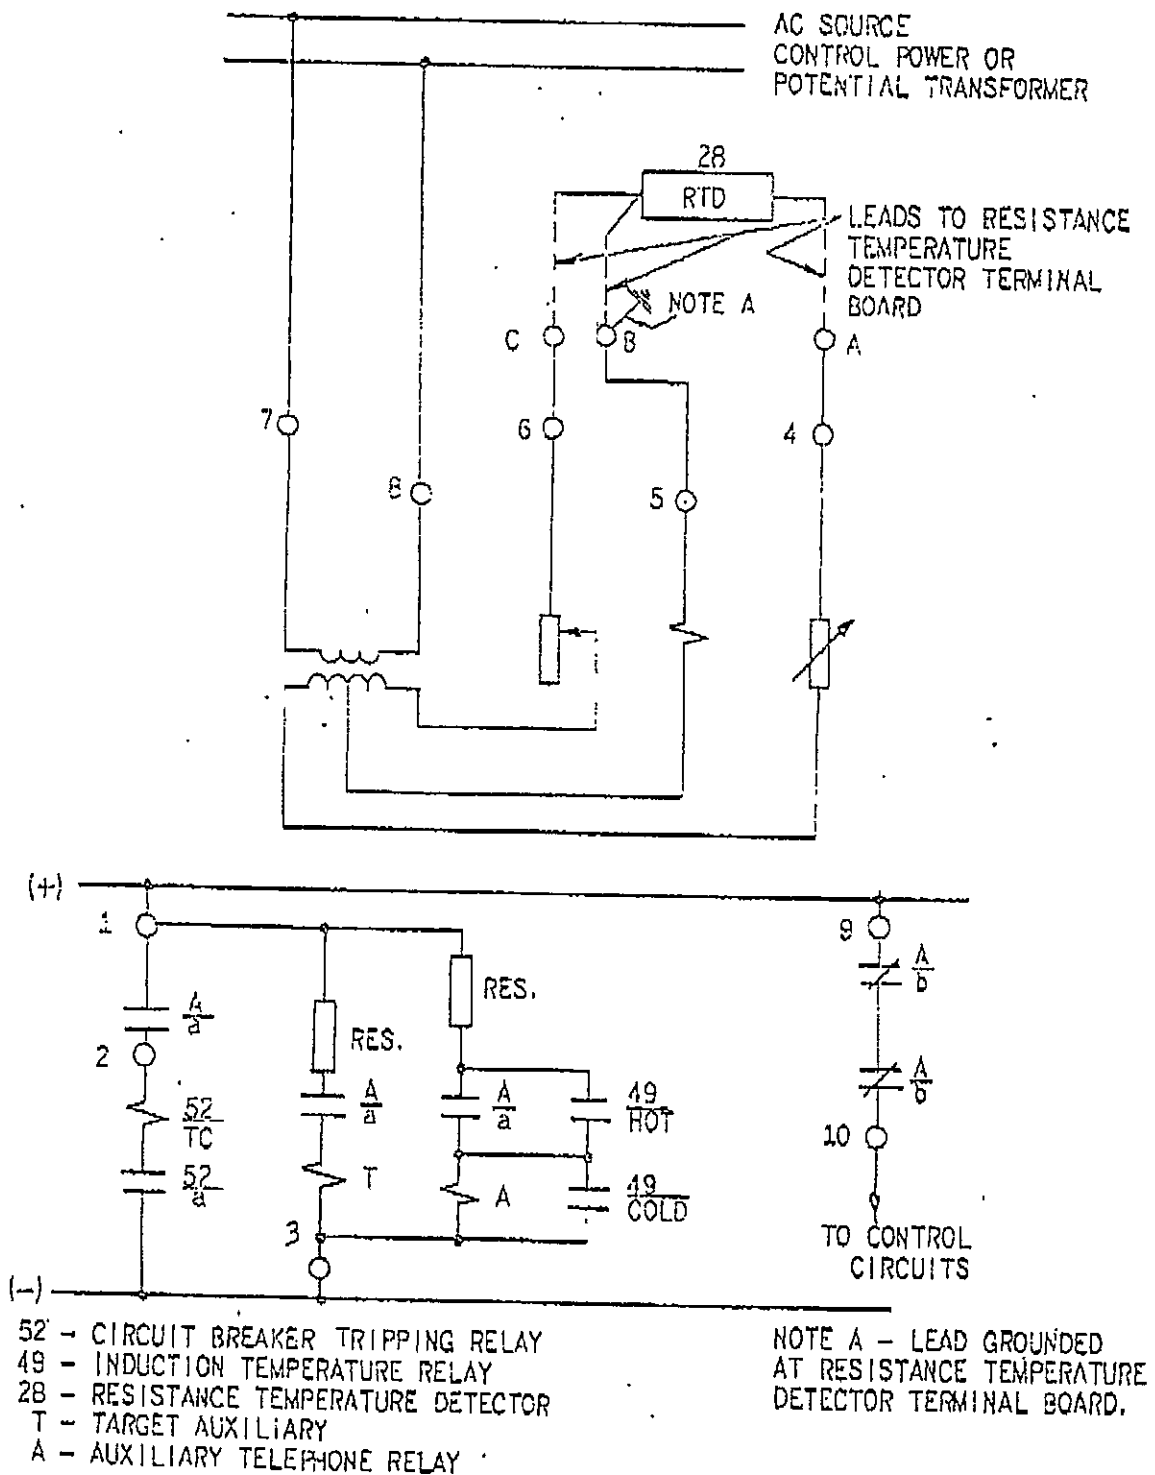 AC SOURCE
CONTROL POWER OR
POTENTIAL TRANSFORMER
28
RTD
LEADS TO RESISTANCE
TEMPERATURE
DETECTOR TERMINAL
BOARD
NOTE A
C
B
A
7
6
4
8
5
(+)
1
9
A
b
RES.
A
a
RES.
2
A
a
A
a
49
HOT
A
b
52
TC
10
52
a
T
A
49
COLD
3
TO CONTROL
CIRCUITS
(-)
52 - CIRCUIT BREAKER TRIPPING RELAY
49 - INDUCTION TEMPERATURE RELAY
28 - RESISTANCE TEMPERATURE DETECTOR
T - TARGET AUXILIARY
A - AUXILIARY TELEPHONE RELAY
NOTE A - LEAD GROUNDED
AT RESISTANCE TEMPERATURE
DETECTOR TERMINAL BOARD.